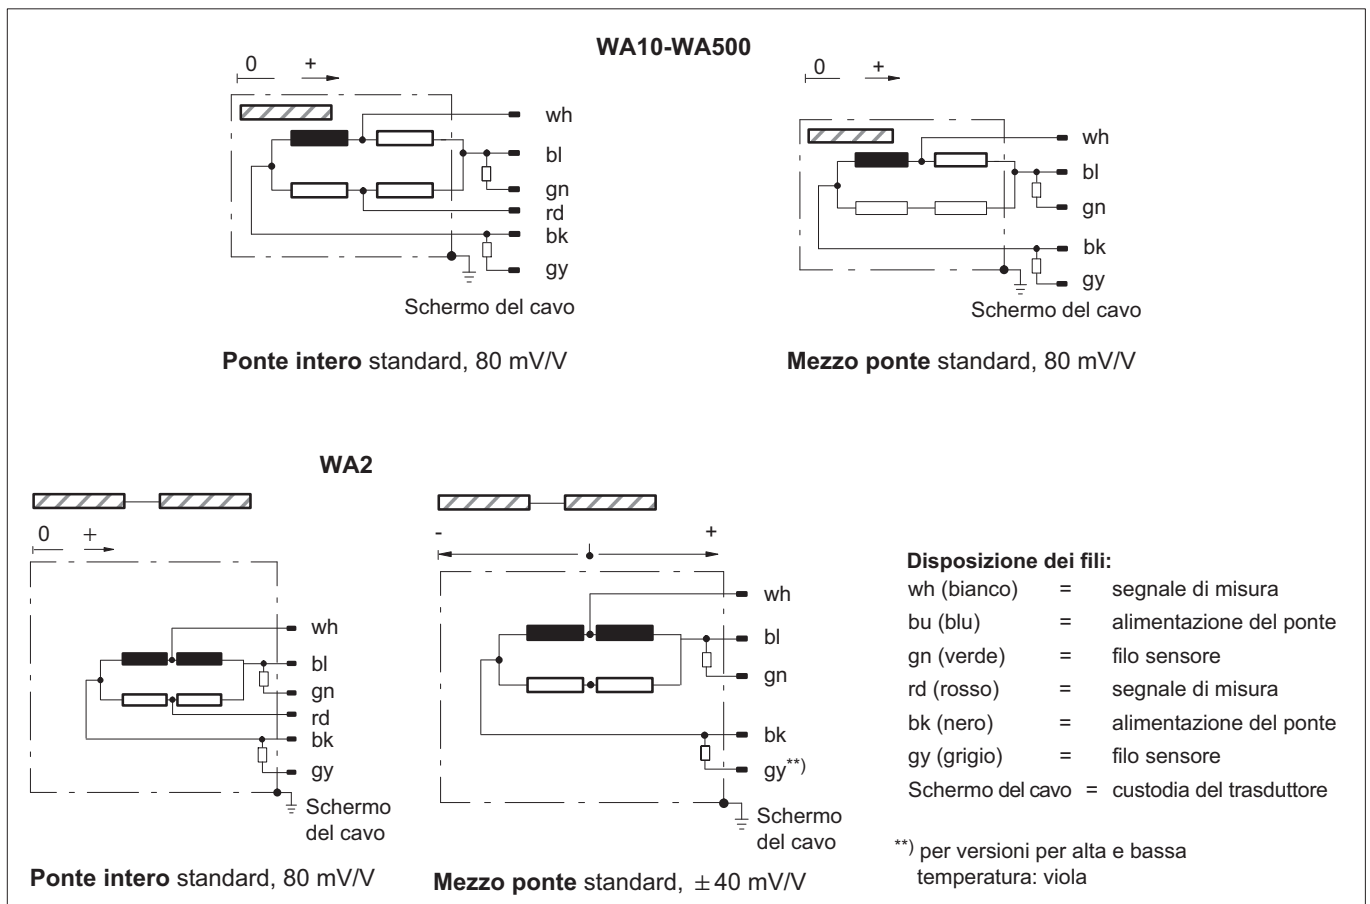 WA10-WA500
0 +
wh
bl
gn
rd
bk
gy
Schermo del cavo
Ponte intero standard, 80 mV/V
0 +
wh
bl
gn
bk
gy
Schermo del cavo
Mezzo ponte standard, 80 mV/V
WA2
0 +
wh
bl
gn
rd
bk
gy
Schermo
del cavo
Ponte intero standard, 80 mV/V
- +
wh
bl
gn
bk
gy**)
Schermo
del cavo
Mezzo ponte standard, ±40 mV/V
Disposizione dei fili:
wh (bianco) = segnale di misura
bu (blu) = alimentazione del ponte
gn (verde) = filo sensore
rd (rosso) = segnale di misura
bk (nero) = alimentazione del ponte
gy (grigio) = filo sensore
Schermo del cavo = custodia del trasduttore
**) per versioni per alta e bassa
temperatura: viola